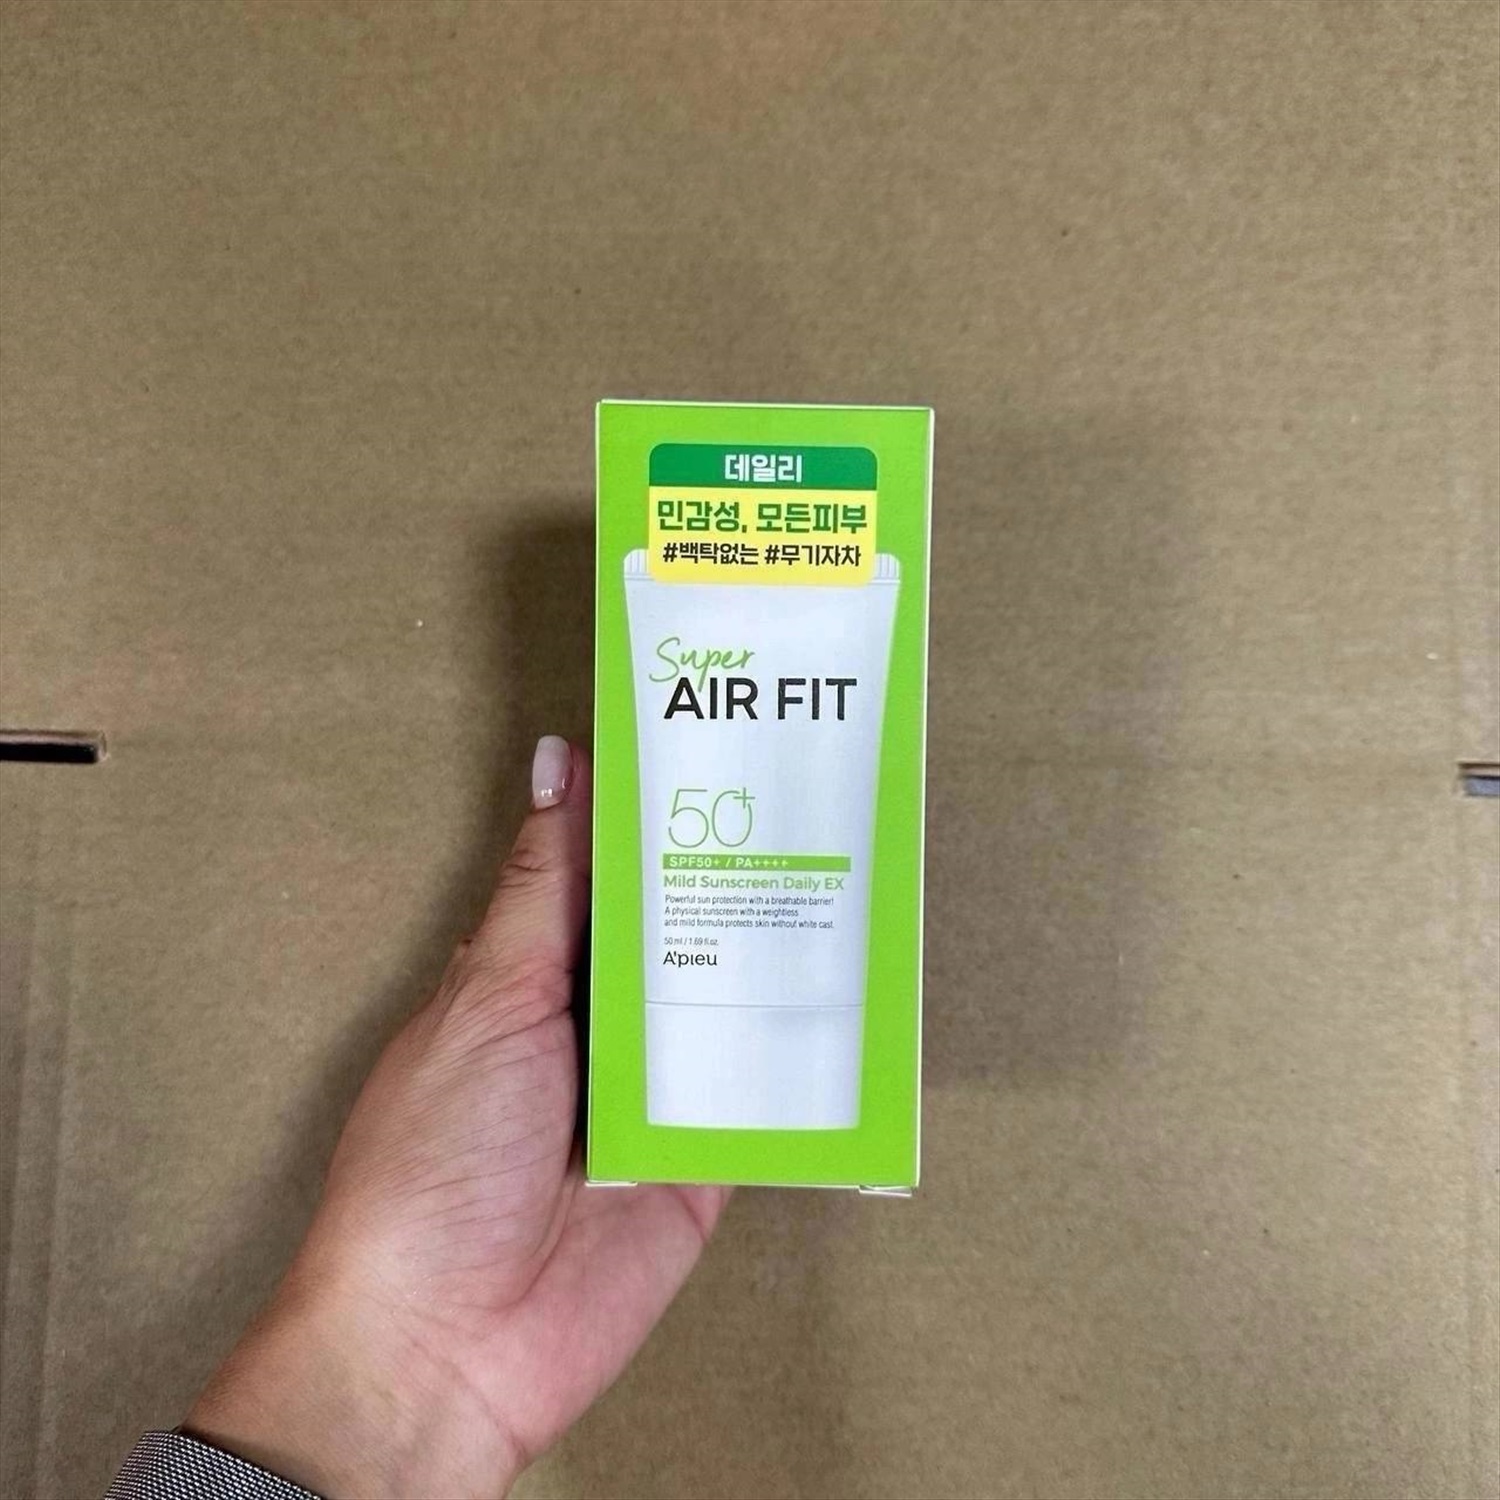 데일리
민감성, 모든피부
#백탁없는 #무기자차
Super
AIR FIT
50+
SPF50+ / PA++++
Mild Sunscreen Daily EX
Powerful sun protection with a breathable barrier!
A physical sunscreen with a weightless
and mild formula protects skin without white cast.
50 ml / 1.69 fl.oz.
A'pieu